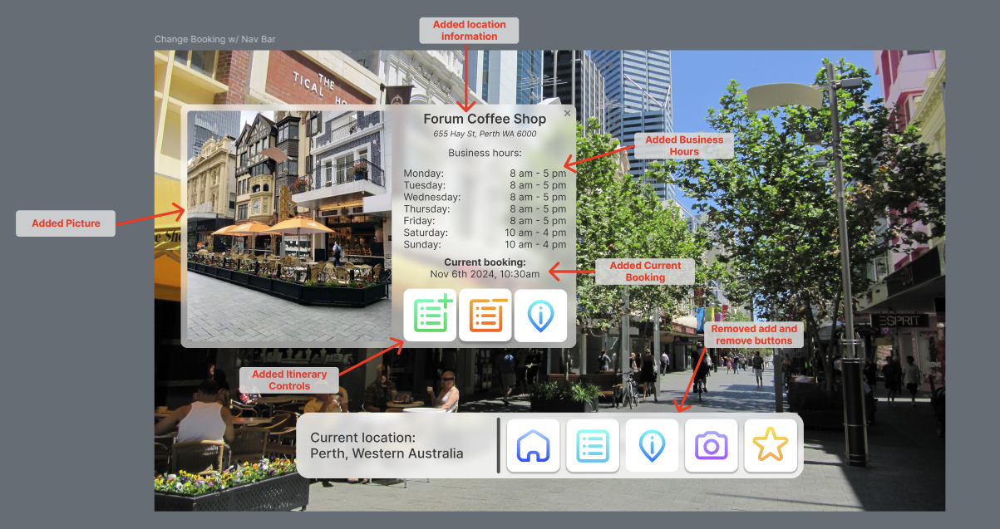 Change Booking w/ Nav Bar
Added location
information
THE
TICAL
Forum Coffee Shop
×
655 Hay St, Perth WA 6000
Business hours:
Added Business
Hours
Monday: 8 am - 5 pm
Tuesday: 8 am - 5 pm
Wednesday: 8 am - 5 pm
Thursday: 8 am - 5 pm
Friday: 8 am - 5 pm
Saturday: 10 am - 4 pm
Sunday: 10 am - 4 pm
Added Picture
Current booking:
Nov 6th 2024, 10:30am
Added Current
Booking
ESPRIT
Removed add and
remove buttons
Added Itinerary
Controls
Current location:
Perth, Western Australia